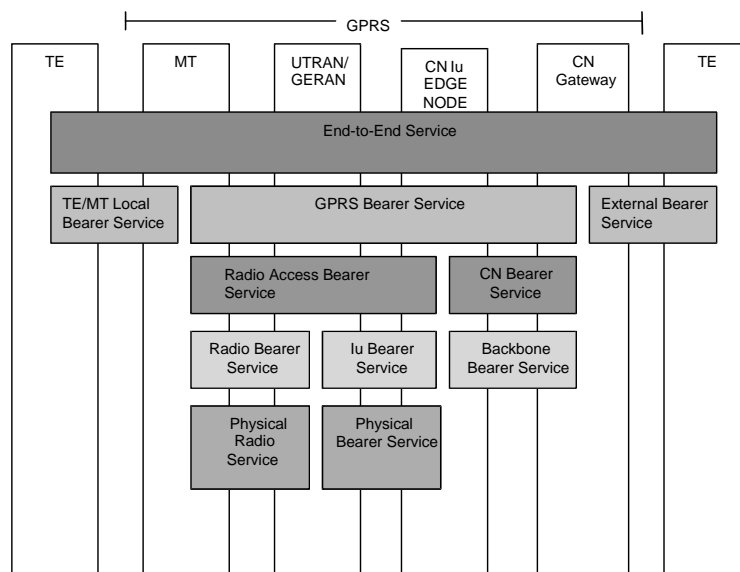 GPRS
TE
MT
UTRAN/
GERAN
CN Iu
EDGE
NODE
CN
Gateway
TE
End-to-End Service
TE/MT Local
Bearer Service
GPRS Bearer Service
External Bearer
Service
Radio Access Bearer
Service
CN Bearer
Service
Radio Bearer
Service
Iu Bearer
Service
Backbone
Bearer Service
Physical
Radio
Service
Physical
Bearer Service